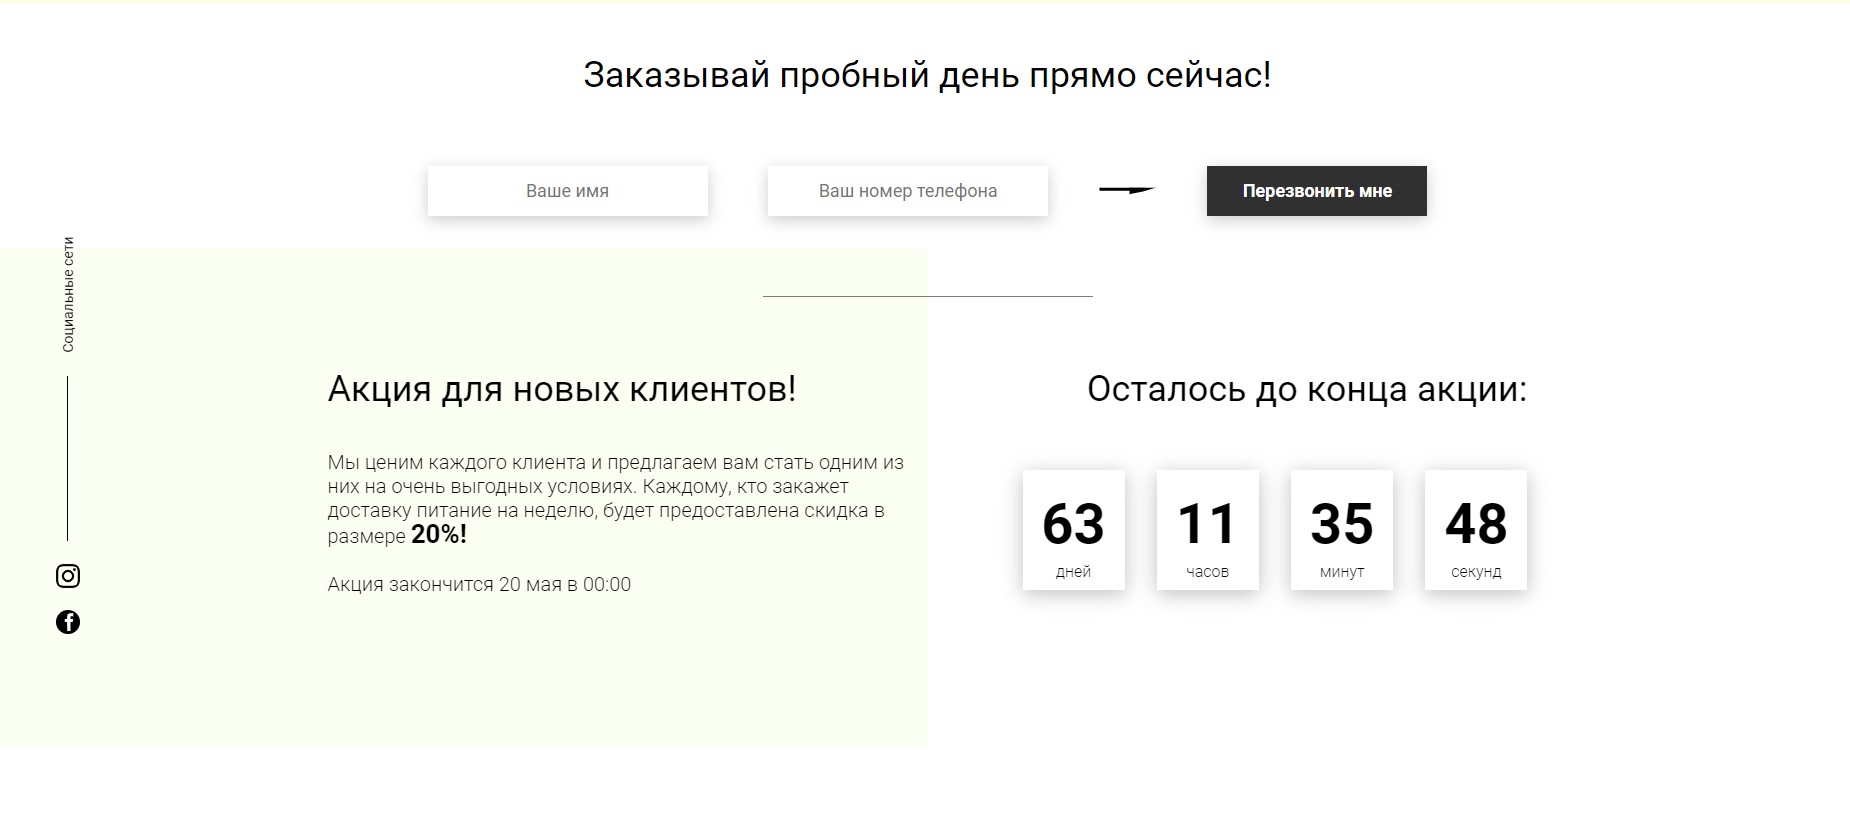 Заказывай пробный день прямо сейчас!
Ваше имя
Ваш номер телефона
Перезвонить мне
Социальные сети
Акция для новых клиентов!
Мы ценим каждого клиента и предлагаем вам стать одним из
них на очень выгодных условиях. Каждому, кто закажет
доставку питание на неделю, будет предоставлена скидка в
размере 20%!
Акция закончится 20 мая в 00:00
Осталось до конца акции:
63
дней
11
часов
35
минут
48
секунд